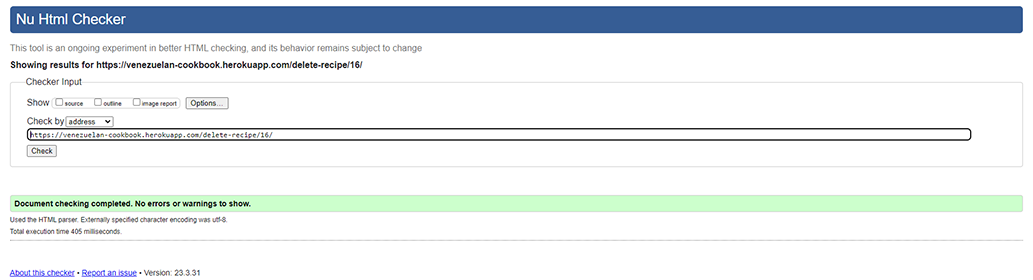 Nu Html Checker
This tool is an ongoing experiment in better HTML checking, and its behavior remains subject to change
Showing results for https://venezuelan-cookbook.herokuapp.com/delete-recipe/16/
Checker Input
Show source outline image report Options...
Check by address
https://venezuelan-cookbook.herokuapp.com/delete-recipe/16/
Check
Document checking completed. No errors or warnings to show.
Used the HTML parser. Externally specified character encoding was utf-8.
Total execution time 405 milliseconds.
About this checker • Report an issue • Version: 23.3.31